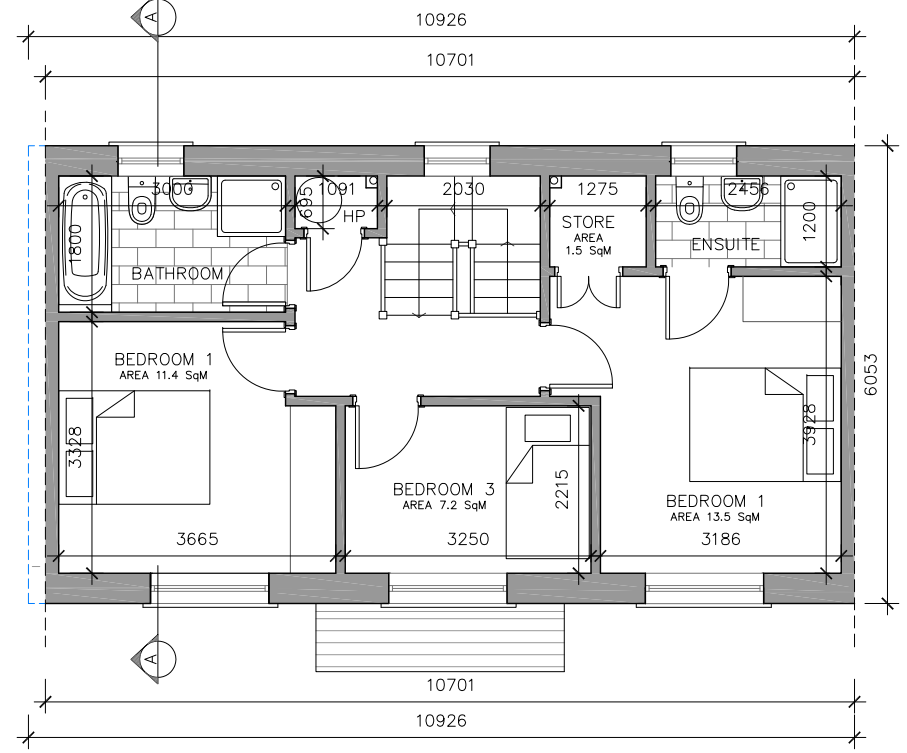 A
10926
10701
3000
1091
2030
1275
2456
695
HP
STORE
AREA
1.5 SqM
1200
1800
ENSUITE
BATHROOM
BEDROOM 1
AREA 11.4 SqM
6053
3328
3928
BEDROOM 3
AREA 7.2 SqM
2215
BEDROOM 1
AREA 13.5 SqM
3665
3250
3186
A
10701
10926